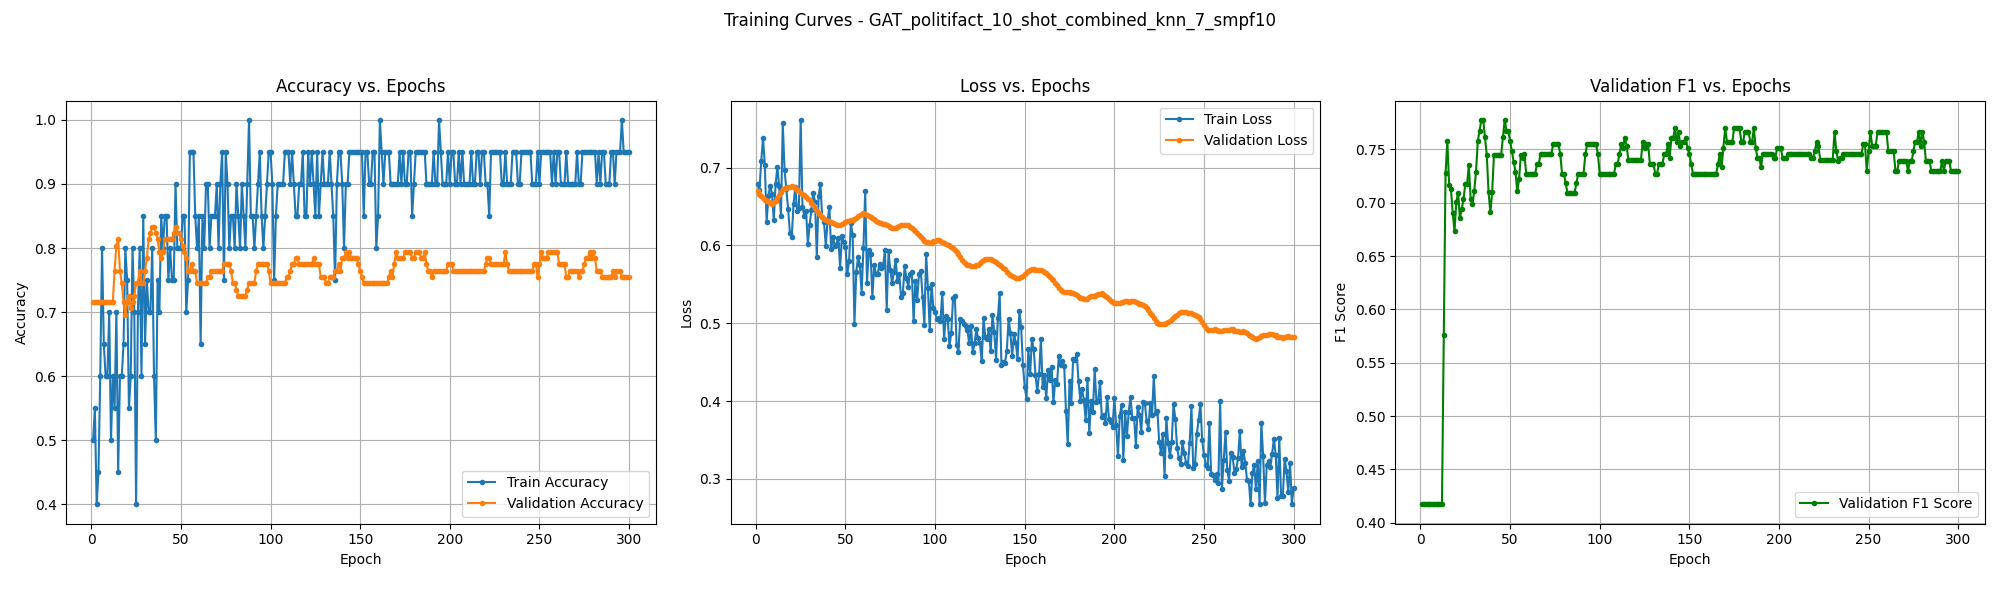 Training Curves - GAT_politifact_10_shot_combined_knn_7_smpf10
Accuracy vs. Epochs
1.0
0.9
0.8
0.7
0.6
0.5
0.4
Accuracy
Train Accuracy
Validation Accuracy
0 50 100 150 200 250 300
Epoch
Loss vs. Epochs
Train Loss
Validation Loss
0.7
0.6
0.5
0.4
0.3
Loss
0 50 100 150 200 250 300
Epoch
Validation F1 vs. Epochs
0.75
0.70
0.65
0.60
0.55
0.50
0.45
0.40
F1 Score
Validation F1 Score
0 50 100 150 200 250 300
Epoch